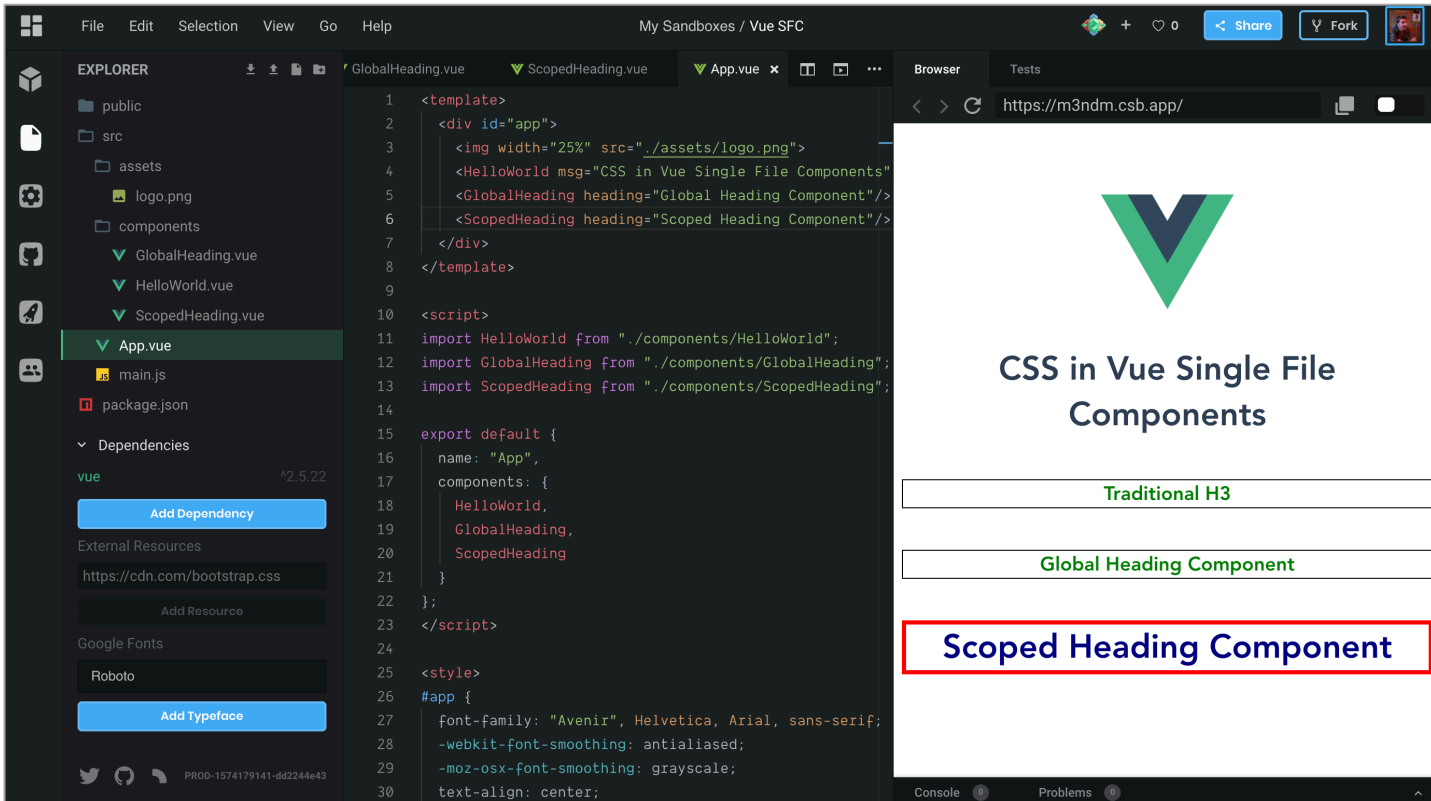 File Edit Selection View Go Help
My Sandboxes / Vue SFC
+ 0 Share Fork
EXPLORER
public
src
assets
logo.png
components
GlobalHeading.vue
HelloWorld.vue
ScopedHeading.vue
App.vue
JS main.js
package.json
Dependencies
vue ^2.5.22
Add Dependency
External Resources
https://cdn.com/bootstrap.css
Add Resource
Google Fonts
Roboto
Add Typeface
PROD-1574179141-dd2244e43
GlobalHeading.vue ScopedHeading.vue App.vue × ···
1 <template>
2 <div id="app">
3 <img width="25%" src="./assets/logo.png">
4 <HelloWorld msg="CSS in Vue Single File Components"
5 <GlobalHeading heading="Global Heading Component"/>
6 <ScopedHeading heading="Scoped Heading Component"/>
7 </div>
8 </template>
9
10 <script>
11 import HelloWorld from "./components/HelloWorld";
12 import GlobalHeading from "./components/GlobalHeading";
13 import ScopedHeading from "./components/ScopedHeading";
14
15 export default {
16 name: "App",
17 components: {
18 HelloWorld,
19 GlobalHeading,
20 ScopedHeading
21 }
22 };
23 </script>
24
25 <style>
26 #app {
27 font-family: "Avenir", Helvetica, Arial, sans-serif;
28 -webkit-font-smoothing: antialiased;
29 -moz-osx-font-smoothing: grayscale;
30 text-align: center;
Browser Tests
https://m3ndm.csb.app/
CSS in Vue Single File
Components
Traditional H3
Global Heading Component
Scoped Heading Component
Console 0 Problems 0